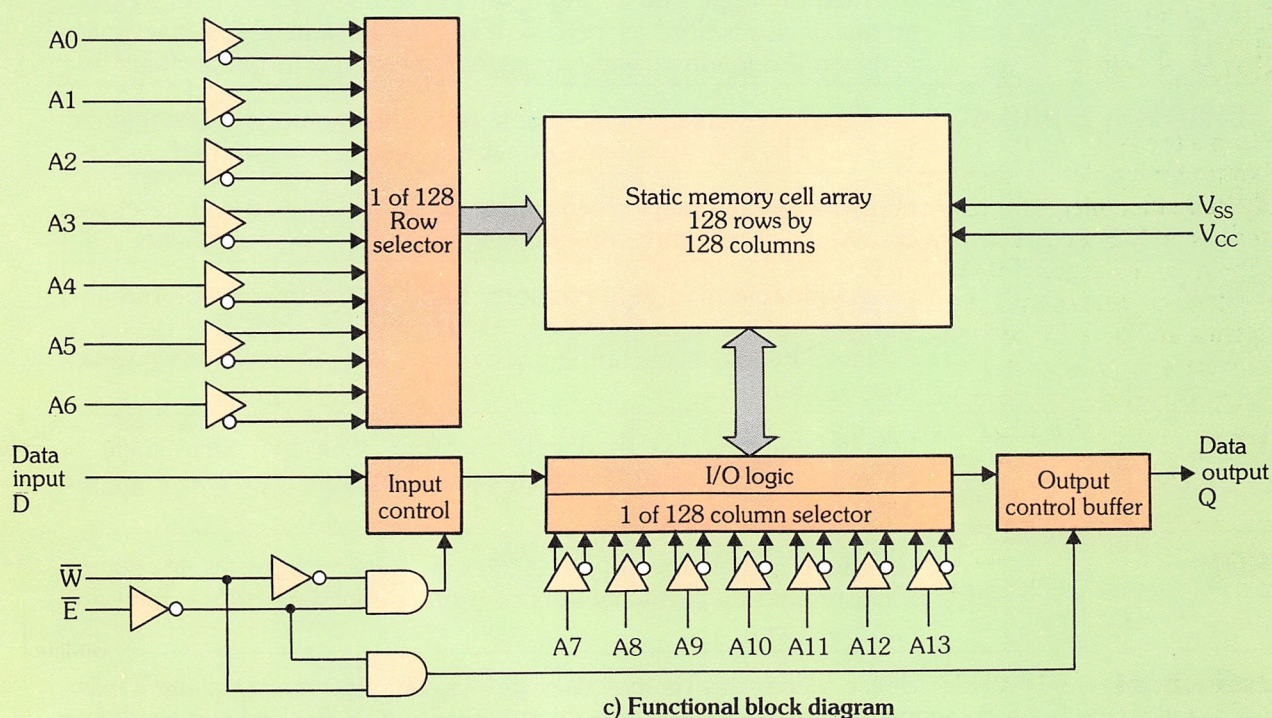 A0
A1
A2
A3
A4
A5
A6
1 of 128
Row
selector
Static memory cell array
128 rows by
128 columns
VSS
VCC
Data
input
D
Input
control
I/O logic
1 of 128 column selector
Output
control buffer
Data
output
Q
W̅
E̅
A7 A8 A9 A10 A11 A12 A13
c) Functional block diagram